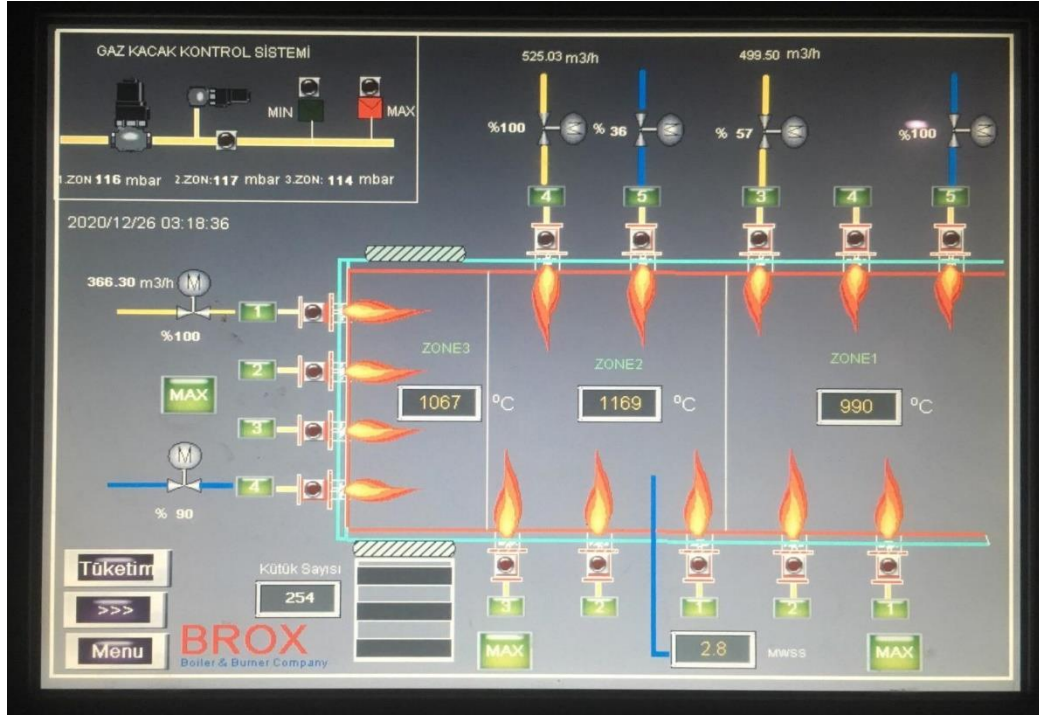 GAZ KACAK KONTROL SİSTEMİ
MIN
MAX
1.ZON 116 mbar 2.ZON: 117 mbar 3.ZON: 114 mbar
2020/12/26 03:18:36
525.03 m3/h
499.50 m3/h
%100
% 36
% 57
%100
4
5
3
4
5
366.30 m3/h
M
%100
1
2
3
4
MAX
M
% 90
ZONE3
ZONE2
ZONE1
1067 °C
1169 °C
990 °C
Tüketim
>>>
Menu
Kütük Sayısı
254
BROX
Boiler & Burner Company
3
2
1
2
1
MAX
2.8 MWSS
MAX